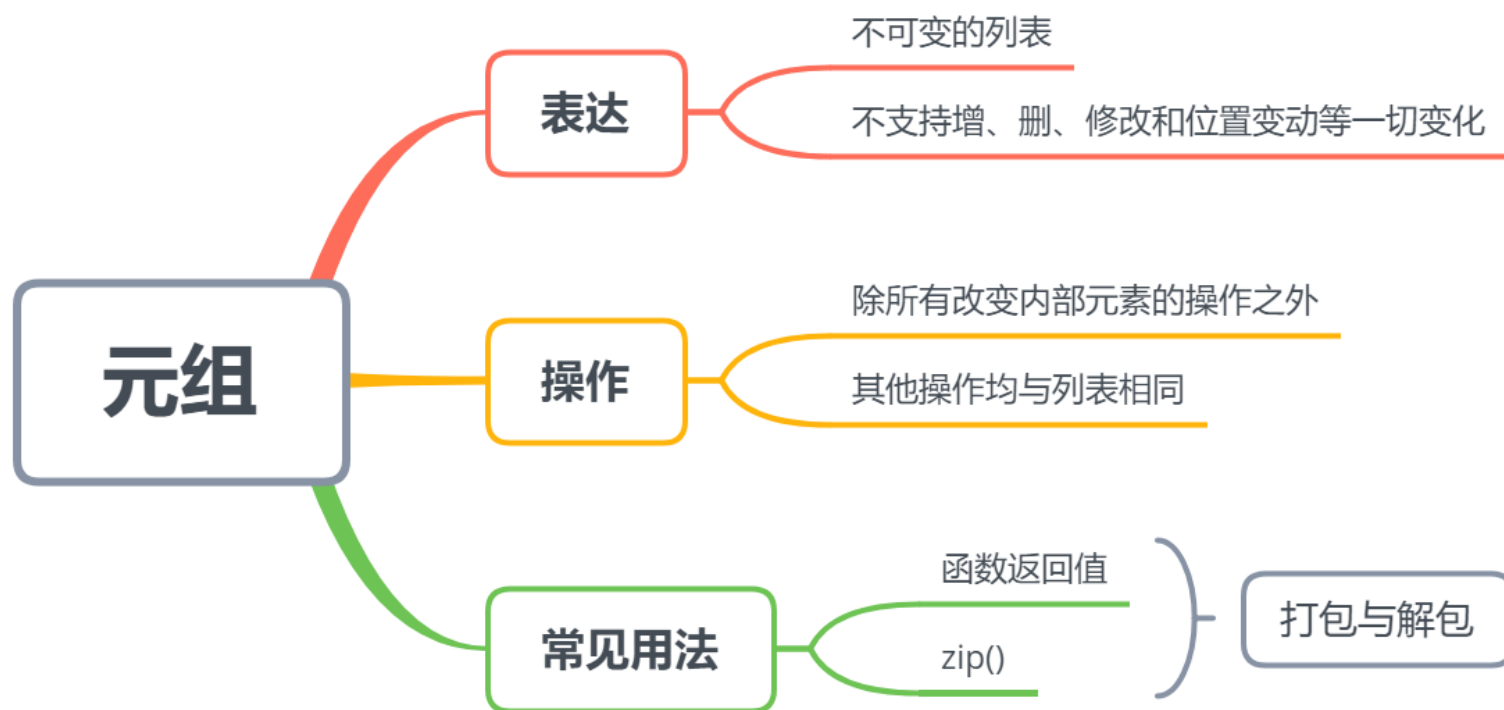 元组
表达
不可变的列表
不支持增、删、修改和位置变动等一切变化
操作
除所有改变内部元素的操作之外
其他操作均与列表相同
常见用法
函数返回值
zip()
打包与解包